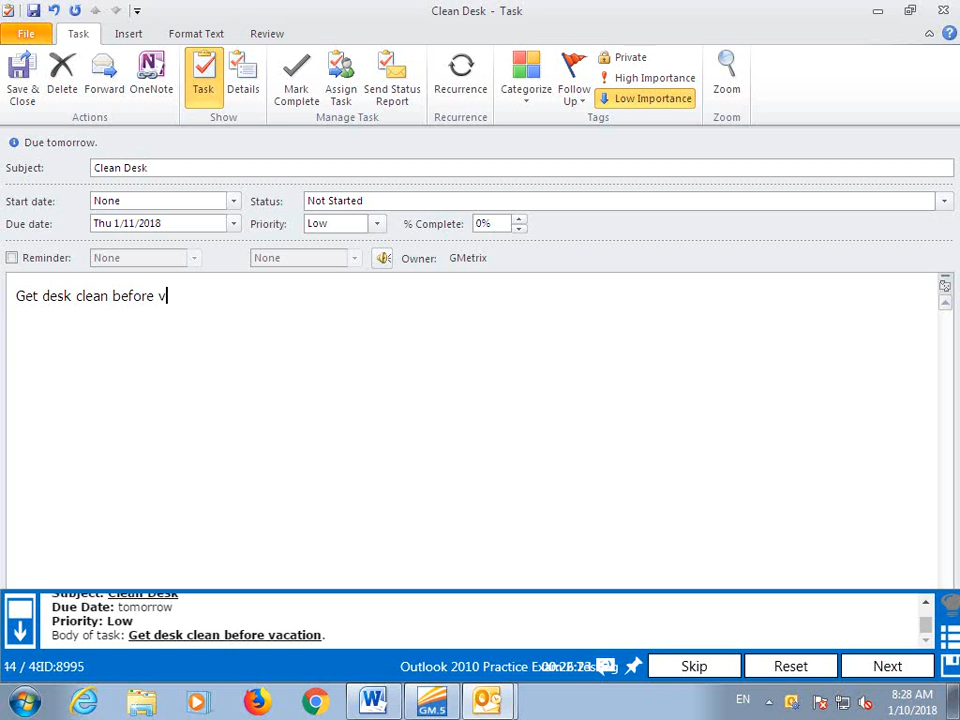 Clean Desk - Task
File Task Insert Format Text Review
Save & Close Delete Forward OneNote Task Details Mark Complete Assign Task Send Status Report Recurrence Categorize Follow Up Private High Importance Low Importance Zoom
Actions Show Manage Task Recurrence Tags Zoom
Due tomorrow.
Subject: Clean Desk
Start date: None Status: Not Started
Due date: Thu 1/11/2018 Priority: Low % Complete: 0%
Reminder: None None Owner: GMetrix
Get desk clean before v
Subject: Clean Desk
Due Date: tomorrow
Priority: Low
Body of task: Get desk clean before vacation.
44 / 48 ID:8995 Outlook 2010 Practice Exam Skip Reset Next
EN 8:28 AM
1/10/2018